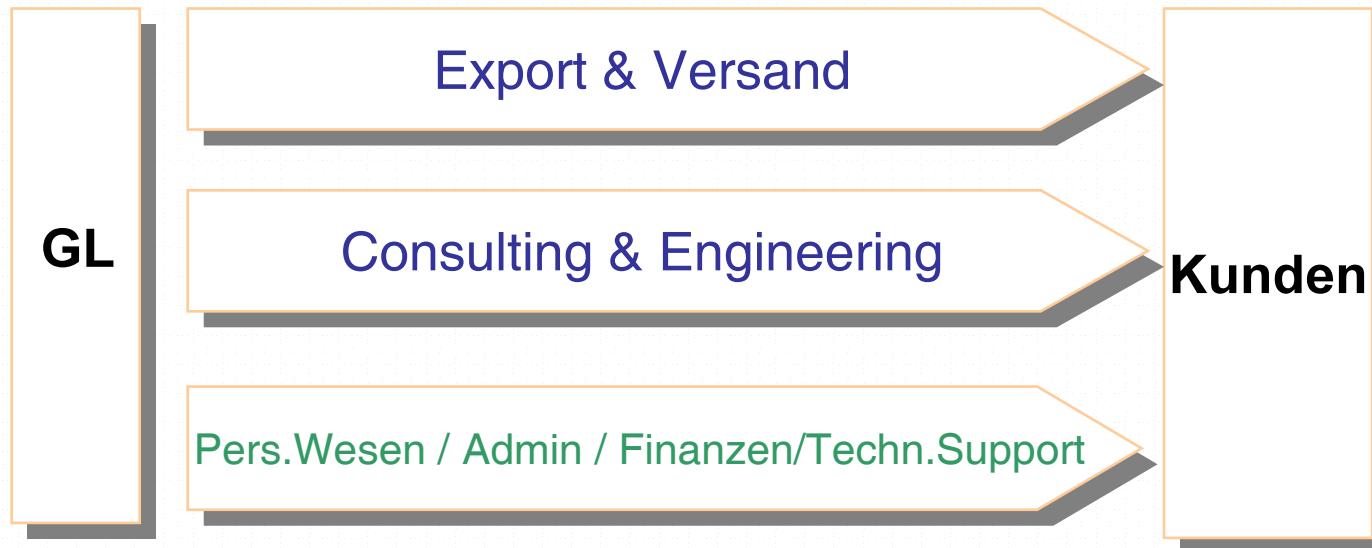 Export & Versand
GL
Consulting & Engineering
Kunden
Pers.Wesen / Admin / Finanzen/Techn.Support